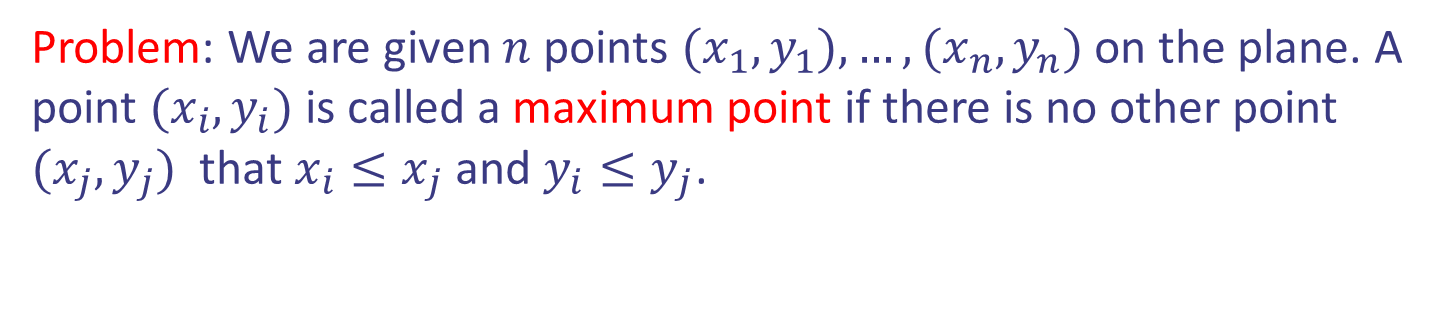 Problem: We are given 𝑛 points (𝑥₁, 𝑦₁), … , (𝑥ₙ, 𝑦ₙ) on the plane. A
point (𝑥ᵢ, 𝑦ᵢ) is called a maximum point if there is no other point
(𝑥ⱼ, 𝑦ⱼ) that 𝑥ᵢ ≤ 𝑥ⱼ and 𝑦ᵢ ≤ 𝑦ⱼ.